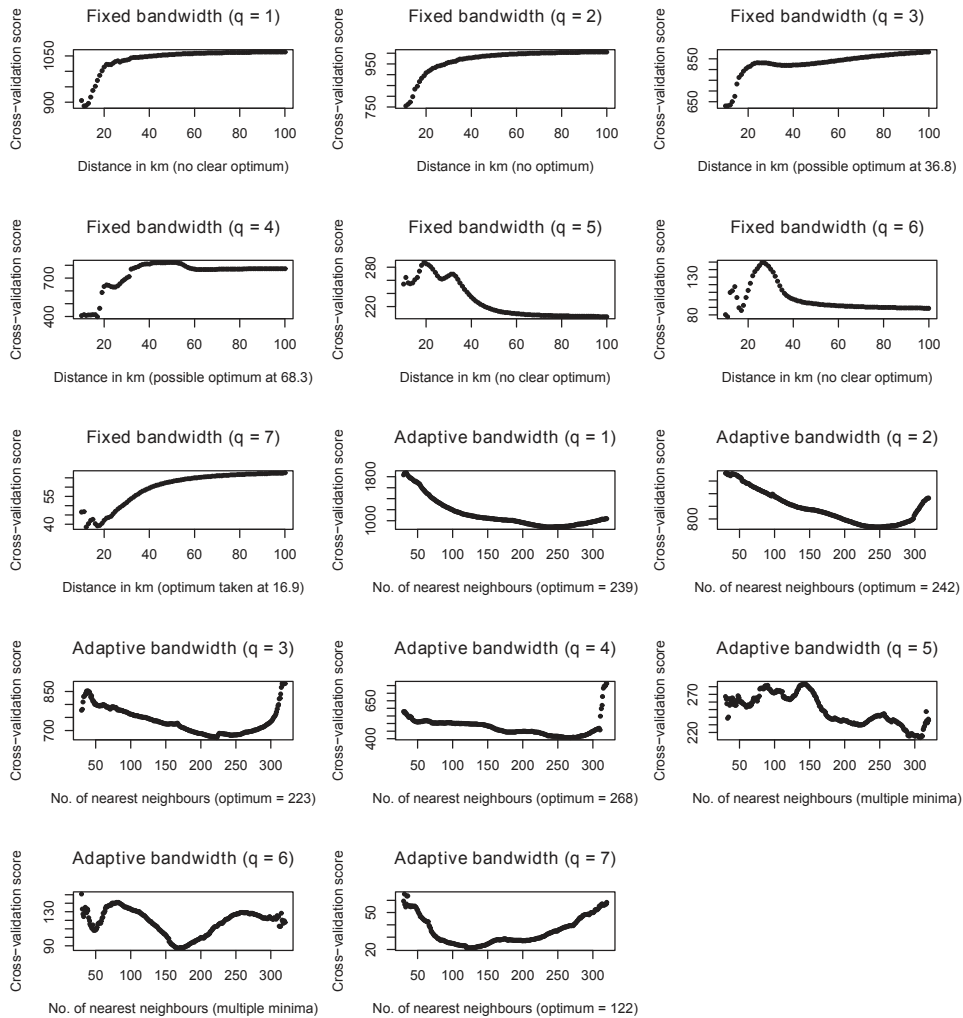 Fixed bandwidth (q = 1)
Cross−validation score
1050
900
20 40 60 80 100
Distance in km (no clear optimum)
Fixed bandwidth (q = 2)
Cross−validation score
950
750
20 40 60 80 100
Distance in km (no optimum)
Fixed bandwidth (q = 3)
Cross−validation score
850
650
20 40 60 80 100
Distance in km (possible optimum at 36.8)
Fixed bandwidth (q = 4)
Cross−validation score
700
400
20 40 60 80 100
Distance in km (possible optimum at 68.3)
Fixed bandwidth (q = 5)
Cross−validation score
280
220
20 40 60 80 100
Distance in km (no clear optimum)
Fixed bandwidth (q = 6)
Cross−validation score
130
80
20 40 60 80 100
Distance in km (no clear optimum)
Fixed bandwidth (q = 7)
Cross−validation score
55
40
20 40 60 80 100
Distance in km (optimum taken at 16.9)
Adaptive bandwidth (q = 1)
Cross−validation score
1800
1000
50 100 150 200 250 300
No. of nearest neighbours (optimum = 239)
Adaptive bandwidth (q = 2)
Cross−validation score
800
50 100 150 200 250 300
No. of nearest neighbours (optimum = 242)
Adaptive bandwidth (q = 3)
Cross−validation score
850
700
50 100 150 200 250 300
No. of nearest neighbours (optimum = 223)
Adaptive bandwidth (q = 4)
Cross−validation score
650
400
50 100 150 200 250 300
No. of nearest neighbours (optimum = 268)
Adaptive bandwidth (q = 5)
Cross−validation score
270
220
50 100 150 200 250 300
No. of nearest neighbours (multiple minima)
Adaptive bandwidth (q = 6)
Cross−validation score
130
90
50 100 150 200 250 300
No. of nearest neighbours (multiple minima)
Adaptive bandwidth (q = 7)
Cross−validation score
50
20
50 100 150 200 250 300
No. of nearest neighbours (optimum = 122)